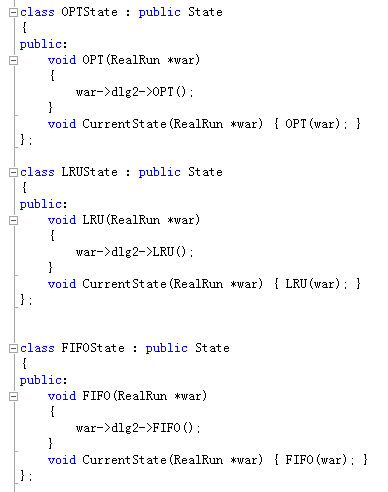 class OPTState : public State
{
public:
    void OPT(RealRun *war)
    {
        war->dlg2->OPT();
    }
    void CurrentState(RealRun *war) { OPT(war); }
};
class LRUState : public State
{
public:
    void LRU(RealRun *war)
    {
        war->dlg2->LRU();
    }
    void CurrentState(RealRun *war) { LRU(war); }
};
class FIFOState : public State
{
public:
    void FIFO(RealRun *war)
    {
        war->dlg2->FIFO();
    }
    void CurrentState(RealRun *war) { FIFO(war); }
};